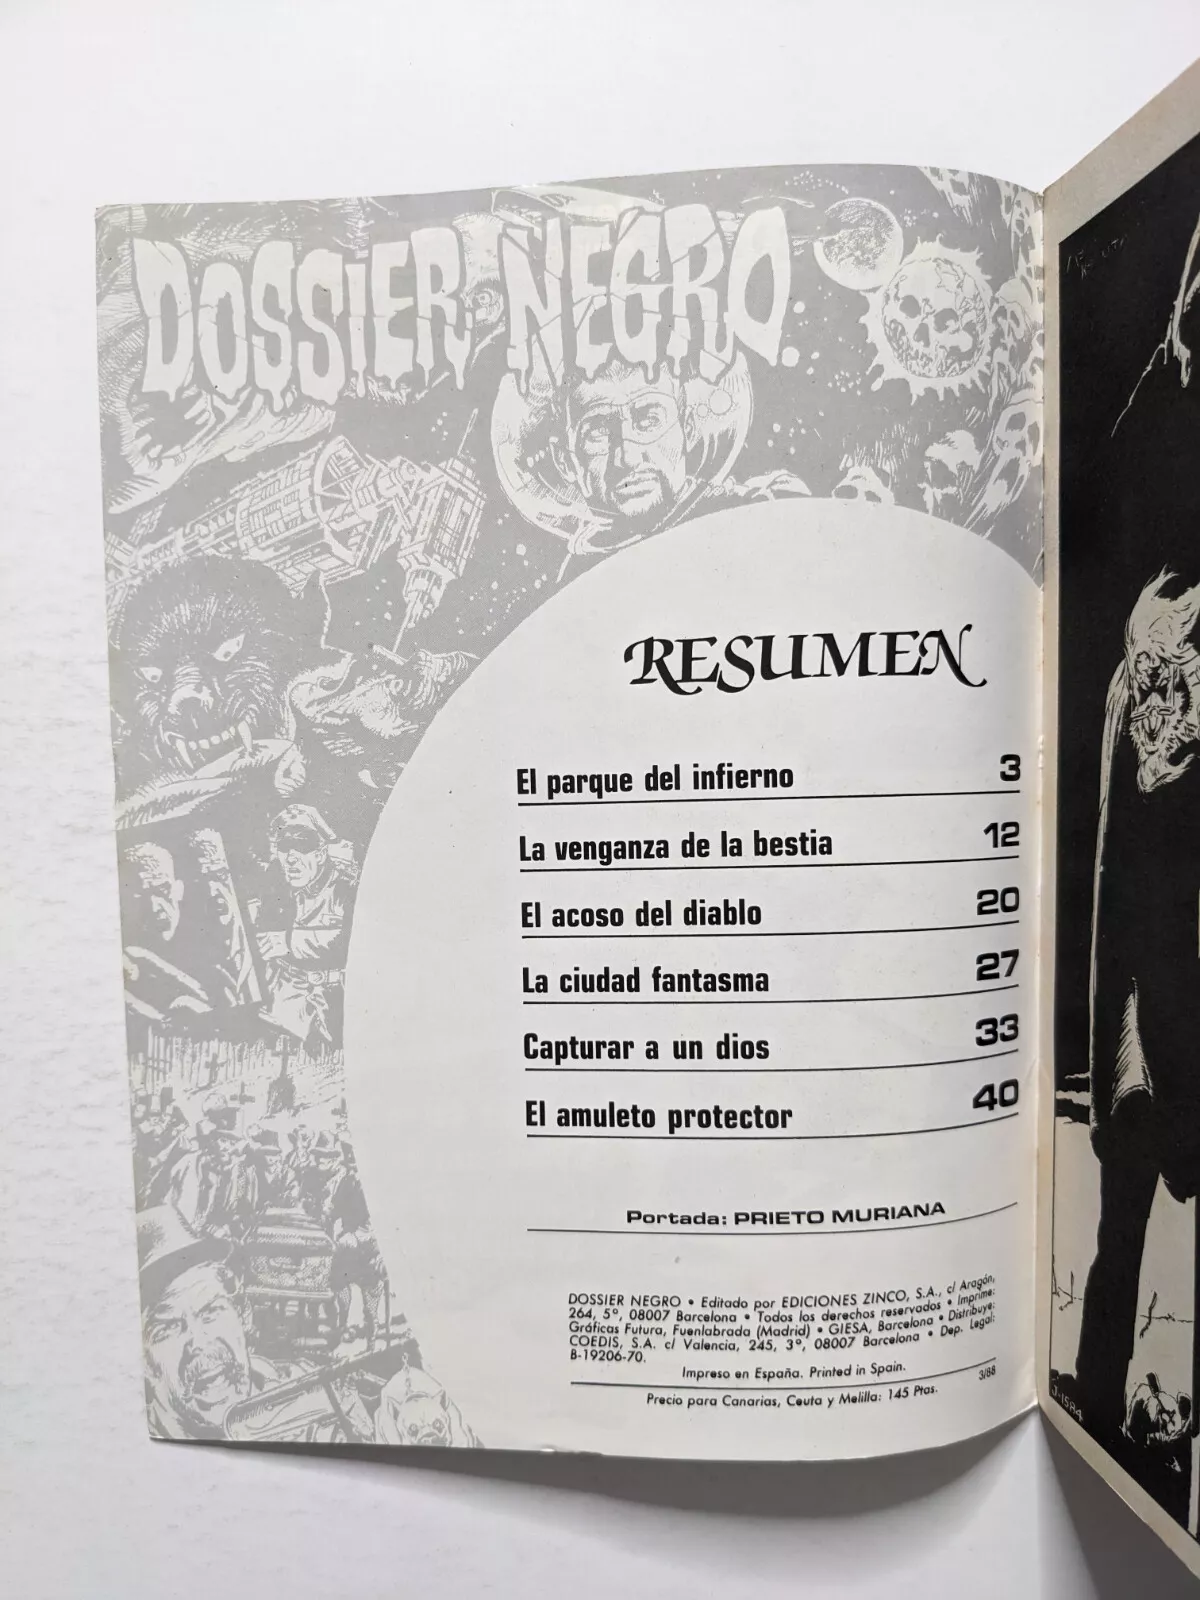 DOSSIER NEGRO
RESUMEN
El parque del infierno 3
La venganza de la bestia 12
El acoso del diablo 20
La ciudad fantasma 27
Capturar a un dios 33
El amuleto protector 40
Portada: PRIETO MURIANA
DOSSIER NEGRO • Editado por EDICIONES ZINCO, S.A., c/ Aragón,
264, 5º, 08007 Barcelona • Todos los derechos reservados • Imprime:
Gráficas Futura, Fuenlabrada (Madrid) • GIESA, Barcelona • Distribuye:
COEDIS, S.A. c/ Valencia, 245, 3º, 08007 Barcelona • Dep. Legal:
B-19206-70.
Impreso en España. Printed in Spain.
3/88
Precio para Canarias, Ceuta y Melilla: 145 Ptas.